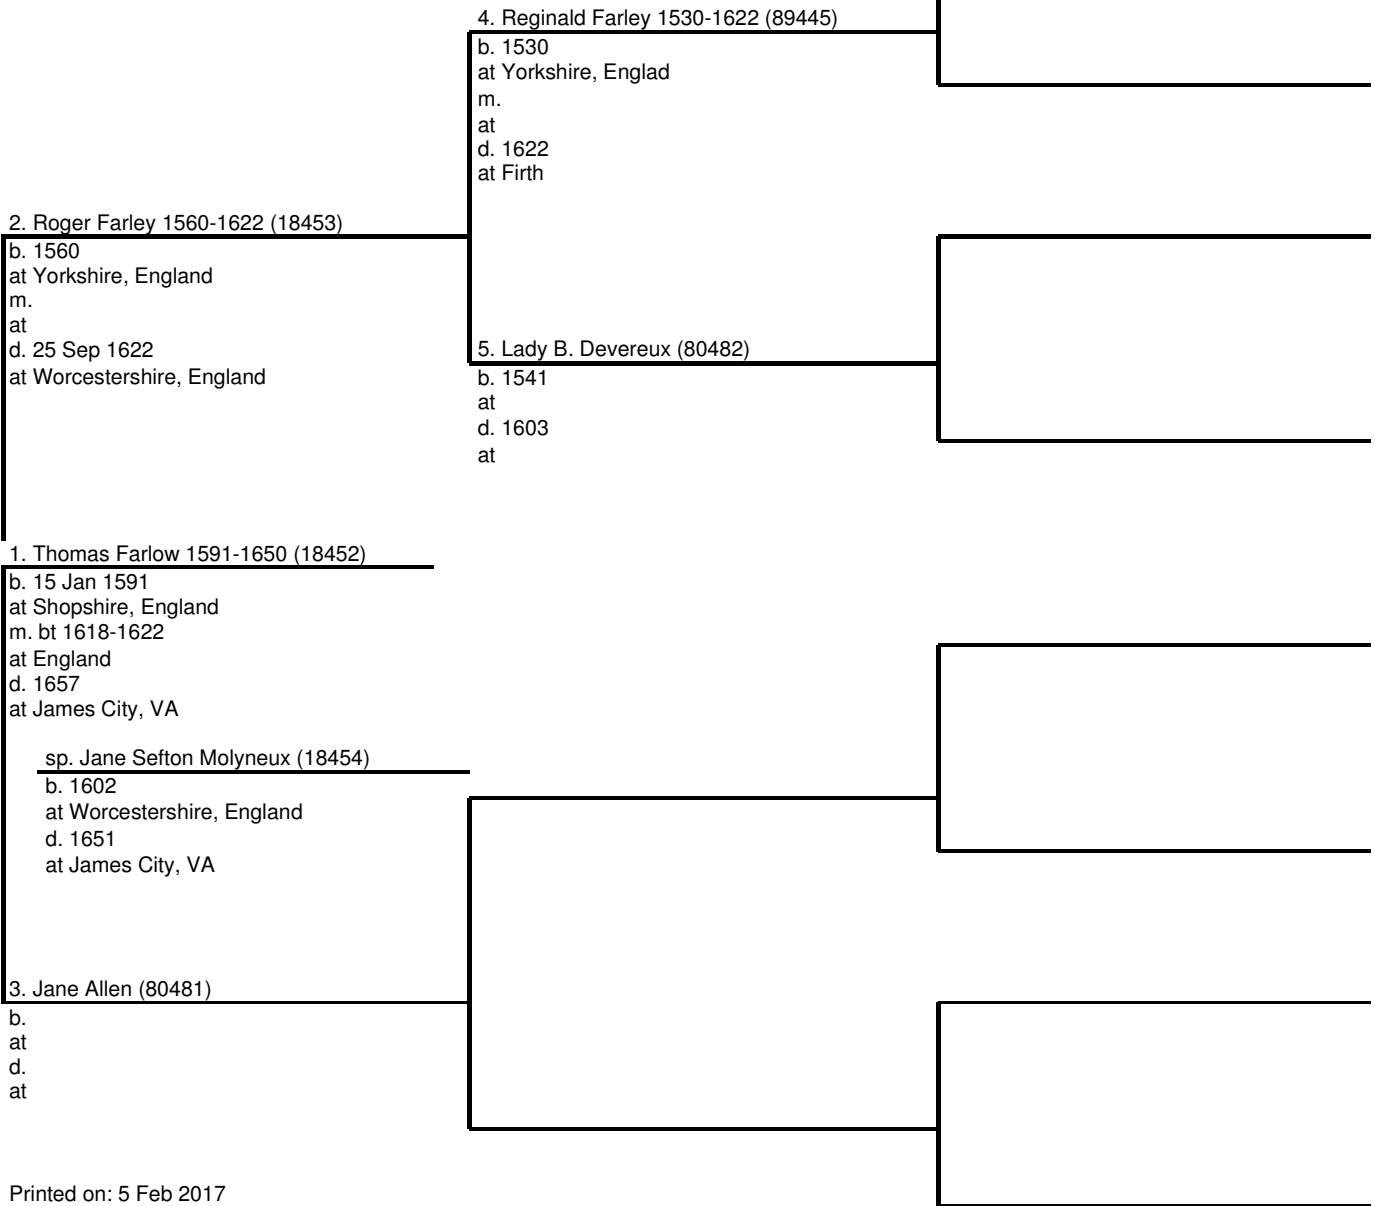 4. Reginald Farley 1530-1622 (89445)
b. 1530
at Yorkshire, Englad
m.
at
d. 1622
at Firth
2. Roger Farley 1560-1622 (18453)
b. 1560
at Yorkshire, England
m.
at
d. 25 Sep 1622
at Worcestershire, England
5. Lady B. Devereux (80482)
b. 1541
at
d. 1603
at
1. Thomas Farlow 1591-1650 (18452)
b. 15 Jan 1591
at Shopshire, England
m. bt 1618-1622
at England
d. 1657
at James City, VA
sp. Jane Sefton Molyneux (18454)
b. 1602
at Worcestershire, England
d. 1651
at James City, VA
3. Jane Allen (80481)
b.
at
d.
at
Printed on: 5 Feb 2017